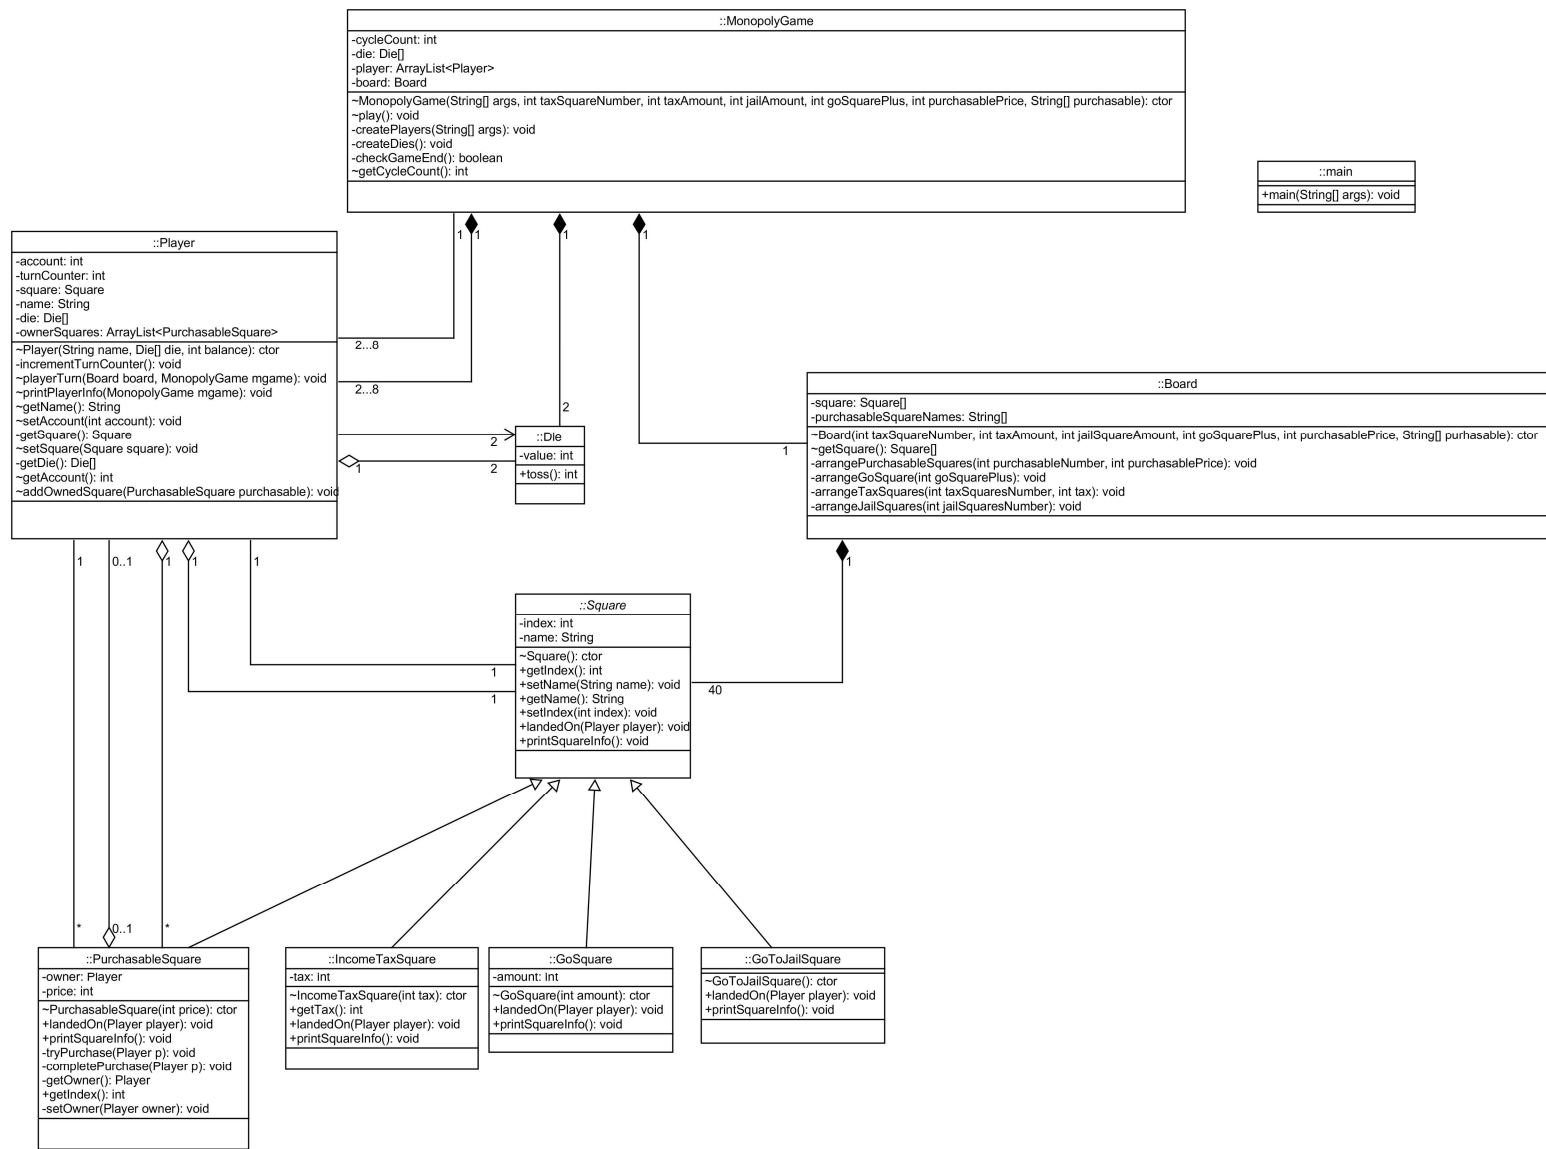 ::MonopolyGame
-cycleCount: int
-die: Die[]
-player: ArrayList<Player>
-board: Board
~MonopolyGame(String[] args, int taxSquareNumber, int taxAmount, int jailAmount, int goSquarePlus, int purchasablePrice, String[] purchasable): ctor
~play(): void
-createPlayers(String[] args): void
-createDies(): void
-checkGameEnd(): boolean
~getCycleCount(): int
::main
+main(String[] args): void
1
1
1
1
::Player
-account: int
-turnCounter: int
-square: Square
-name: String
-die: Die[]
-ownerSquares: ArrayList<PurchasableSquare>
~Player(String name, Die[] die, int balance): ctor
-incrementTurnCounter(): void
~playerTurn(Board board, MonopolyGame mgame): void
~printPlayerInfo(MonopolyGame mgame): void
~getName(): String
~setAccount(int account): void
-getSquare(): Square
~setSquare(Square square): void
-getDie(): Die[]
~getAccount(): int
~addOwnedSquare(PurchasableSquare purchasable): void
2...8
2...8
2
2
1
2
1
::Die
-value: int
+toss(): int
::Board
-square: Square[]
-purchasableSquareNames: String[]
~Board(int taxSquareNumber, int taxAmount, int jailSquareAmount, int goSquarePlus, int purchasablePrice, String[] purhasable): ctor
~getSquare(): Square[]
-arrangePurchasableSquares(int purchasableNumber, int purchasablePrice): void
-arrangeGoSquare(int goSquarePlus): void
-arrangeTaxSquares(int taxSquaresNumber, int tax): void
-arrangeJailSquares(int jailSquaresNumber): void
1
0..1
1
1
1
1
::Square
-index: int
-name: String
~Square(): ctor
+getIndex(): int
+setName(String name): void
+getName(): String
+setIndex(int index): void
+landedOn(Player player): void
+printSquareInfo(): void
1
1
40
*
0..1
*
::PurchasableSquare
-owner: Player
-price: int
~PurchasableSquare(int price): ctor
+landedOn(Player player): void
+printSquareInfo(): void
-tryPurchase(Player p): void
-completePurchase(Player p): void
-getOwner(): Player
+getIndex(): int
-setOwner(Player owner): void
::IncomeTaxSquare
-tax: int
~IncomeTaxSquare(int tax): ctor
+getTax(): int
+landedOn(Player player): void
+printSquareInfo(): void
::GoSquare
-amount: int
~GoSquare(int amount): ctor
+landedOn(Player player): void
+printSquareInfo(): void
::GoToJailSquare
~GoToJailSquare(): ctor
+landedOn(Player player): void
+printSquareInfo(): void